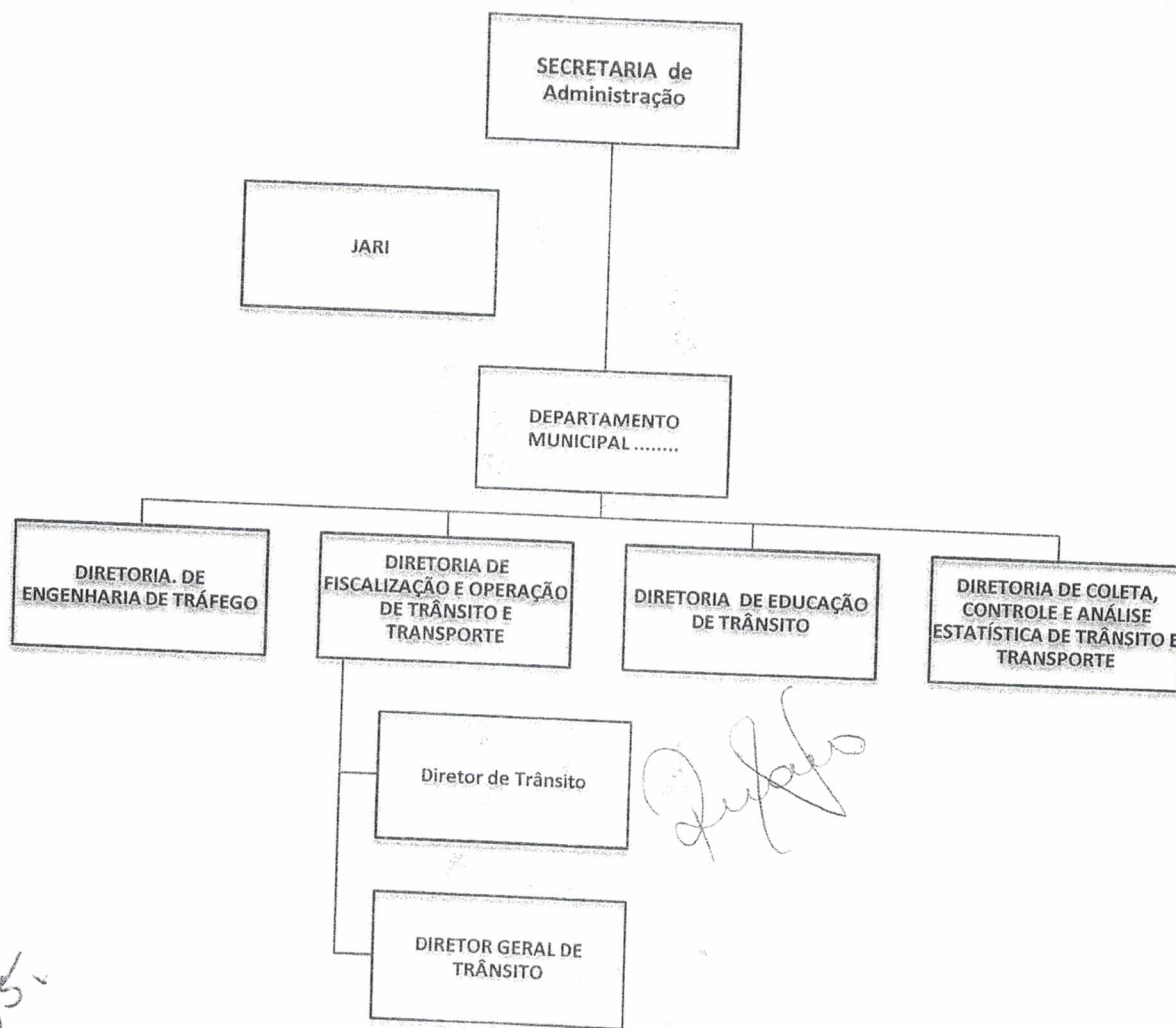 SECRETARIA de
Administração
JARI
DEPARTAMENTO
MUNICIPAL ........
DIRETORIA. DE
ENGENHARIA DE TRÁFEGO
DIRETORIA DE
FISCALIZAÇÃO E OPERAÇÃO
DE TRÂNSITO E
TRANSPORTE
DIRETORIA DE EDUCAÇÃO
DE TRÂNSITO
DIRETORIA DE COLETA,
CONTROLE E ANÁLISE
ESTATÍSTICA DE TRÂNSITO E
TRANSPORTE
Diretor de Trânsito
DIRETOR GERAL DE
TRÂNSITO